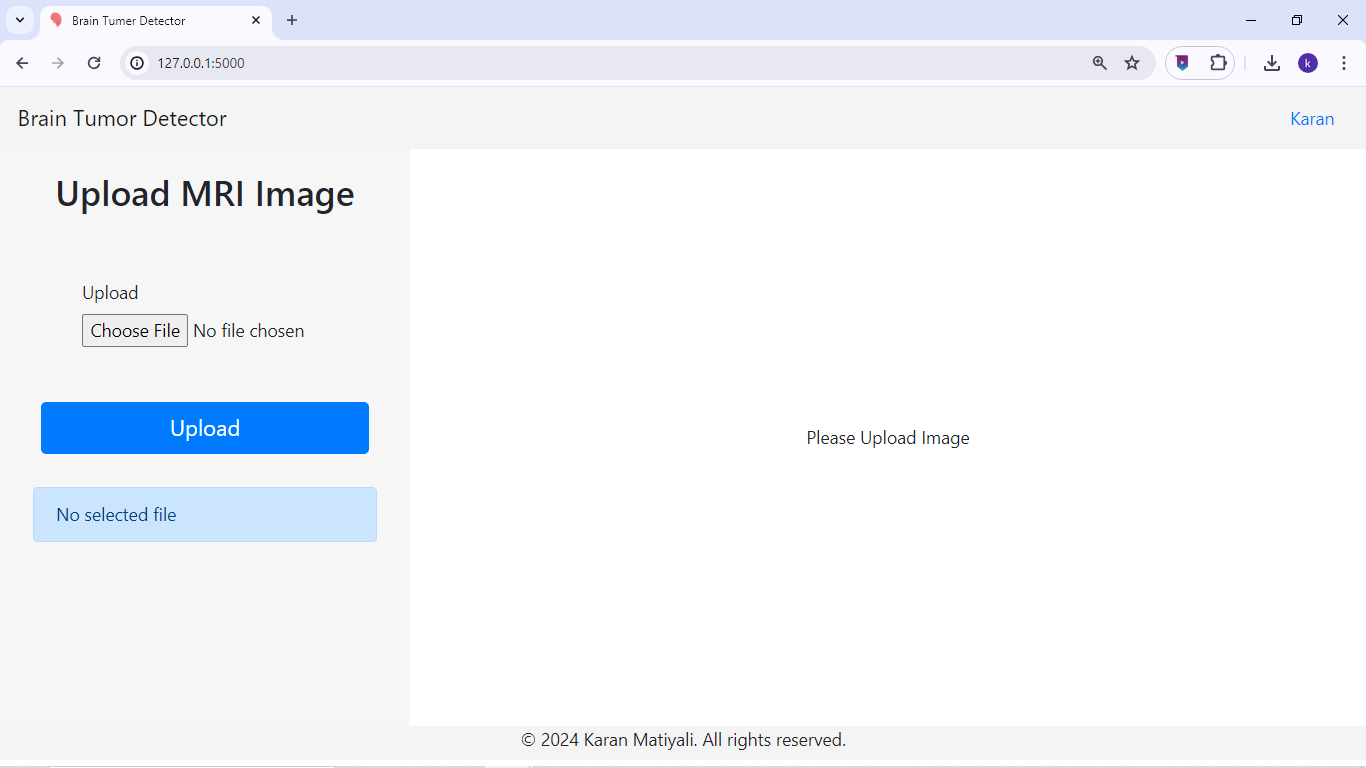 Brain Tumer Detector
127.0.0.1:5000
k
Brain Tumor Detector
Karan
Upload MRI Image
Upload
Choose File No file chosen
Upload
No selected file
Please Upload Image
© 2024 Karan Matiyali. All rights reserved.